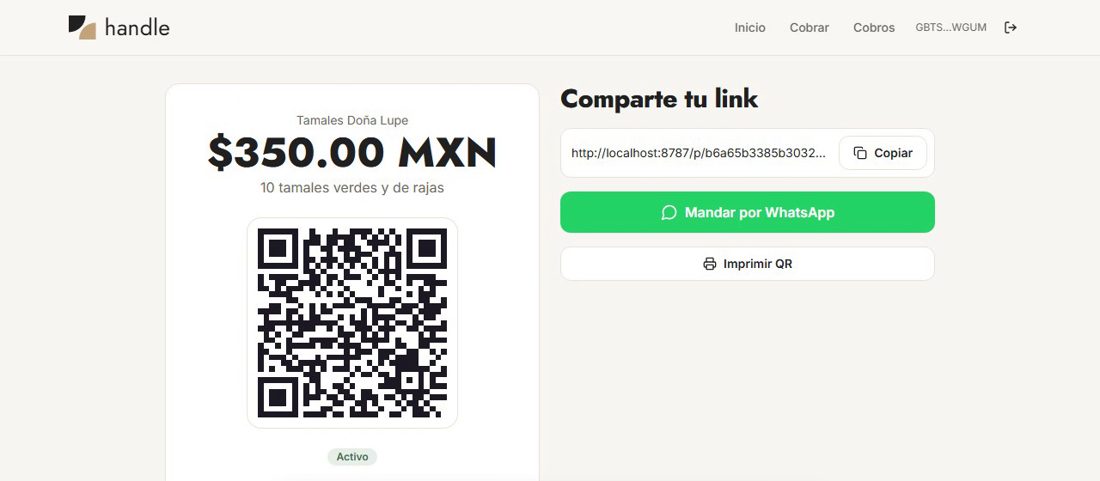 handle
Inicio
Cobrar
Cobros
GBTS...WGUM
Tamales Doña Lupe
$350.00 MXN
10 tamales verdes y de rajas
Activo
Comparte tu link
http://localhost:8787/p/b6a65b3385b3032...
Copiar
Mandar por WhatsApp
Imprimir QR